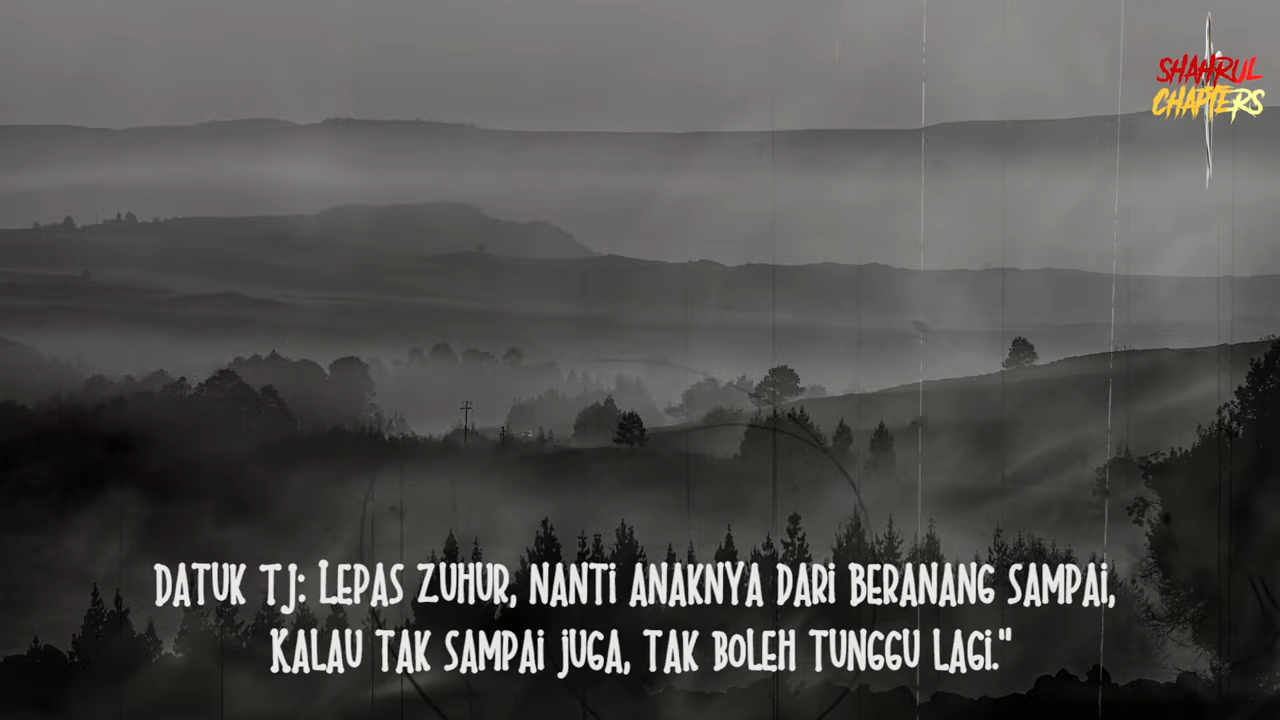 SHAHRUL
CHAPTERS
DATUK TJ: LEPAS ZUHUR, NANTI ANAKNYA DARI BERANANG SAMPAI,
KALAU TAK SAMPAI JUGA, TAK BOLEH TUNGGU LAGI."